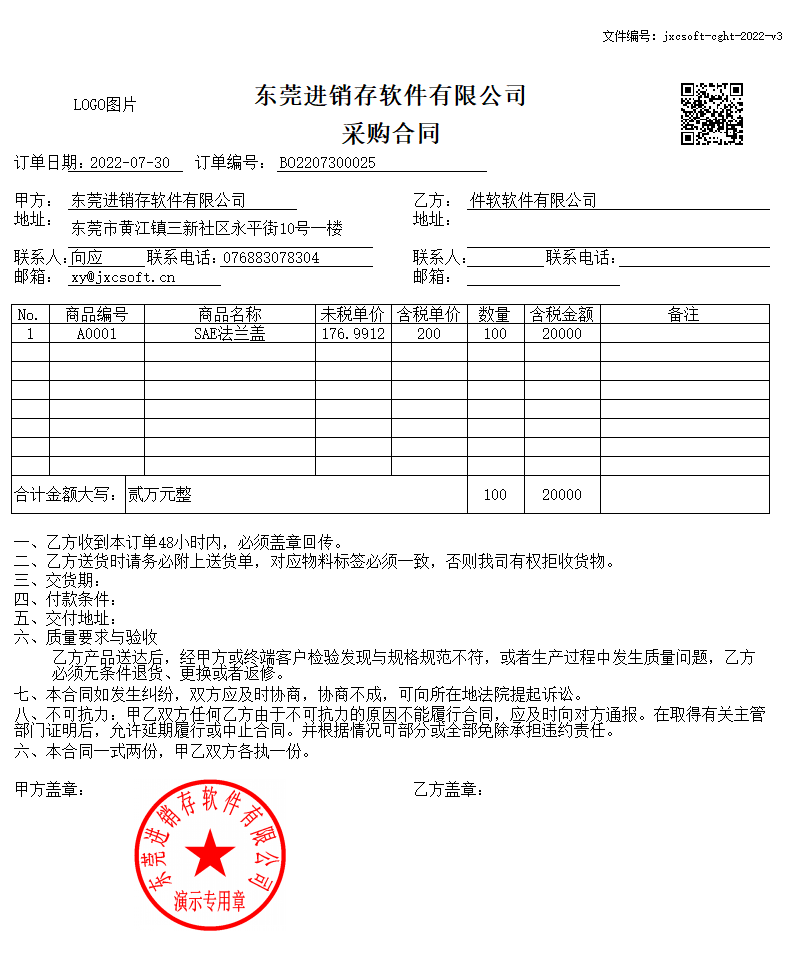 文件编号：jxcsoft-cght-2022-v3
LOGO图片
东莞进销存软件有限公司
采购合同
订单日期：2022-07-30 订单编号：BO2207300025
甲方： 东莞进销存软件有限公司 乙方： 件软软件有限公司
地址： 东莞市黄江镇三新社区永平街10号一楼 地址：
联系人：向应 联系电话：076883078304 联系人： 联系电话：
邮箱： xy@jxcsoft.cn 邮箱：
No. 商品编号 商品名称 未税单价 含税单价 数量 含税金额 备注
1 A0001 SAE法兰盖 176.9912 200 100 20000
合计金额大写：贰万元整 100 20000
一、乙方收到本订单48小时内，必须盖章回传。
二、乙方送货时请务必附上送货单，对应物料标签必须一致，否则我司有权拒收货物。
三、交货期：
四、付款条件：
五、交付地址：
六、质量要求与验收
乙方产品送达后，经甲方或终端客户检验发现与规格规范不符，或者生产过程中发生质量问题，乙方
必须无条件退货、更换或者返修。
七、本合同如发生纠纷，双方应及时协商，协商不成，可向所在地法院提起诉讼。
八、不可抗力：甲乙双方任何乙方由于不可抗力的原因不能履行合同，应及时向对方通报。在取得有关主管
部门证明后，允许延期履行或中止合同。并根据情况可部分或全部免除承担违约责任。
六、本合同一式两份，甲乙双方各执一份。
甲方盖章： 乙方盖章：
东莞进销存软件有限公司
演示专用章